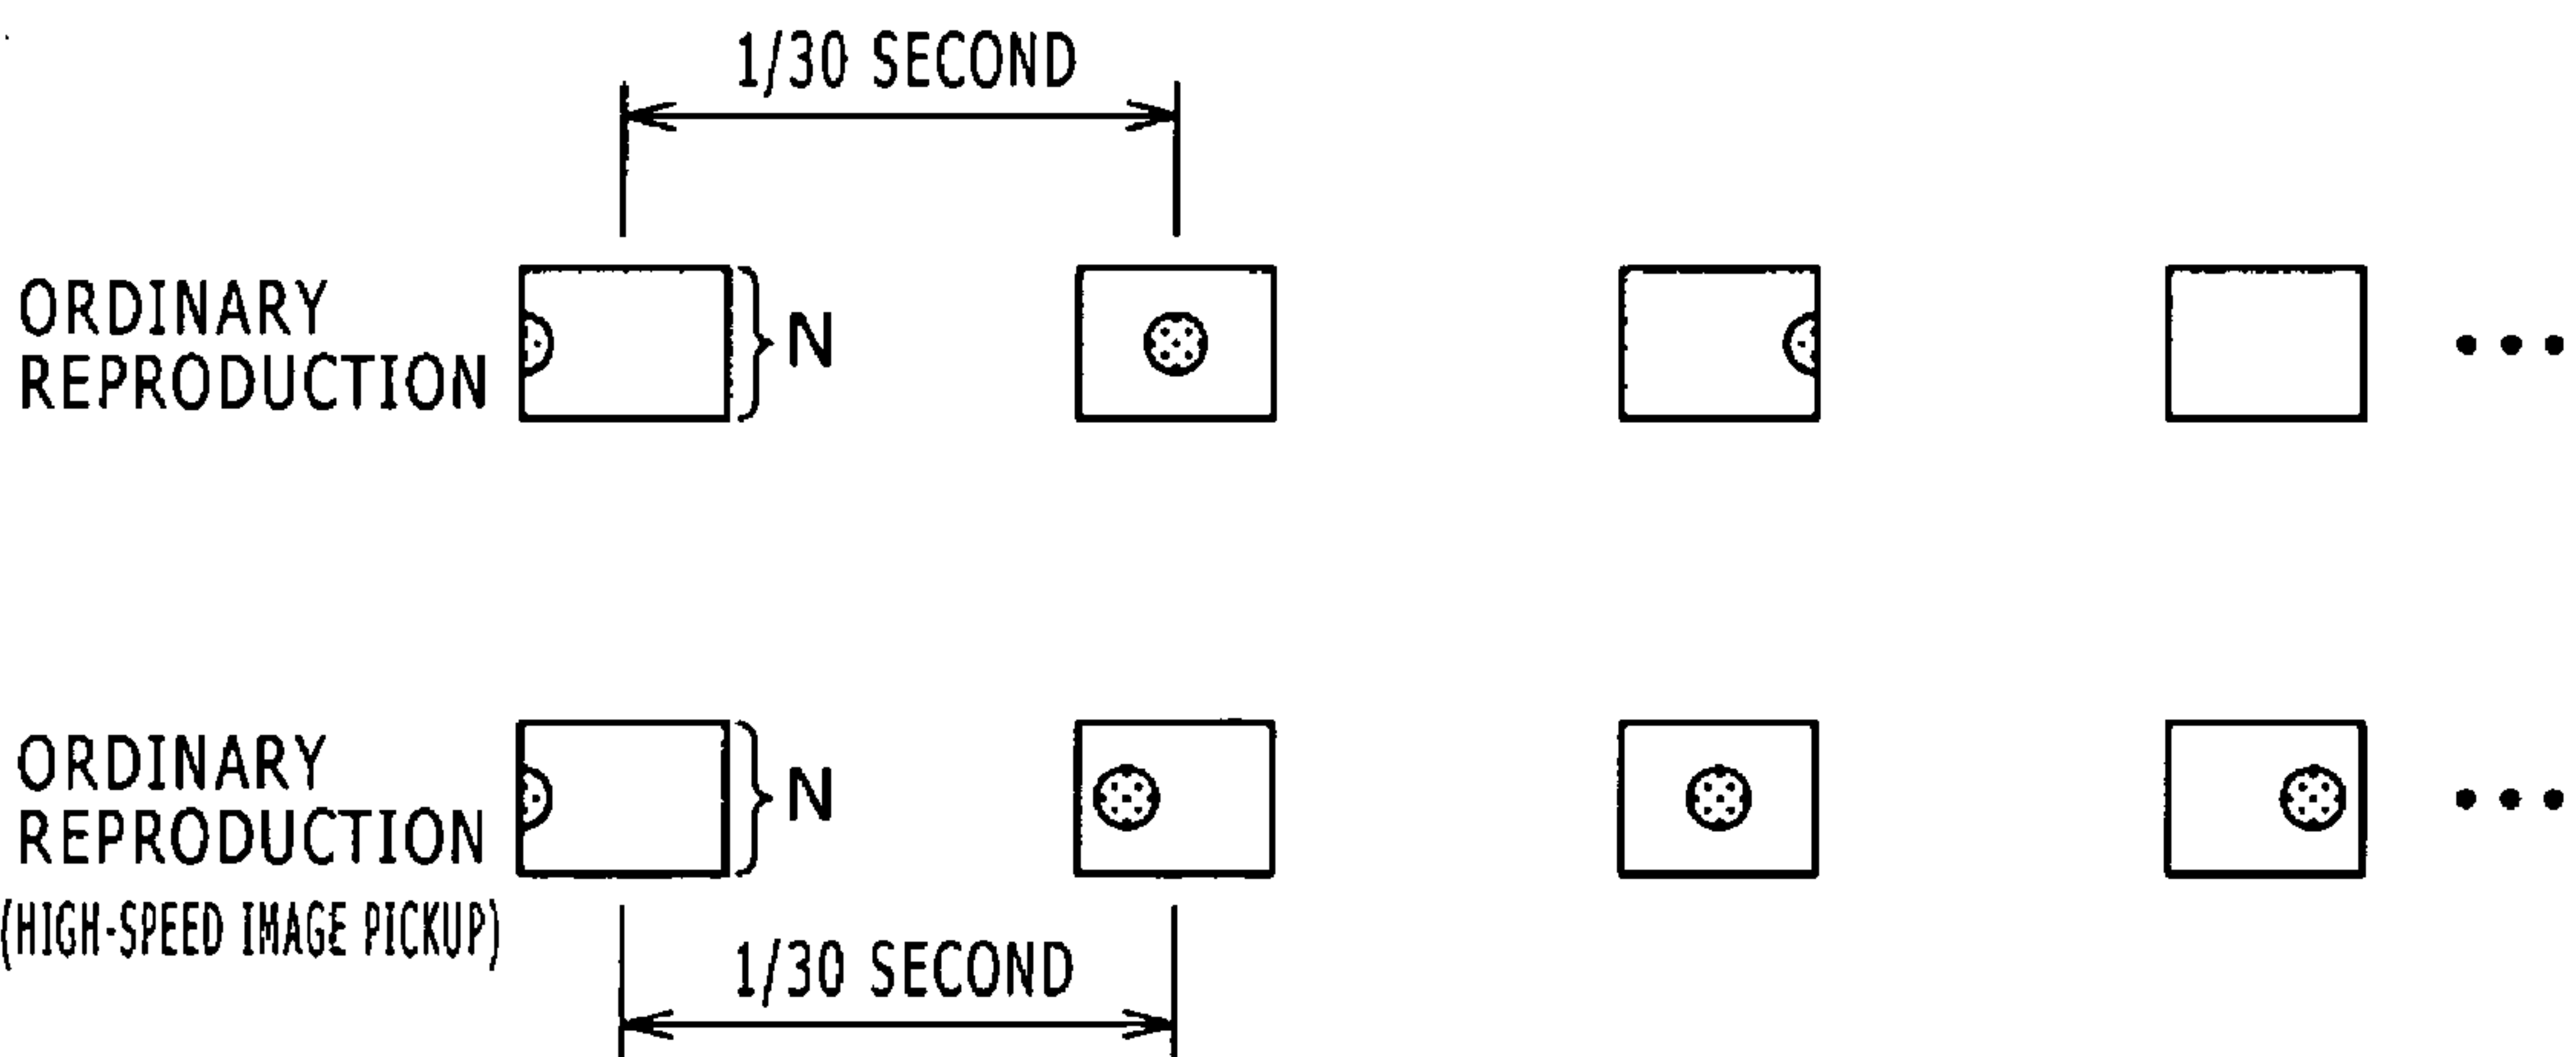 1/30 SECOND
ORDINARY
REPRODUCTION
N
ORDINARY
REPRODUCTION
(HIGH-SPEED IMAGE PICKUP)
N
1/30 SECOND